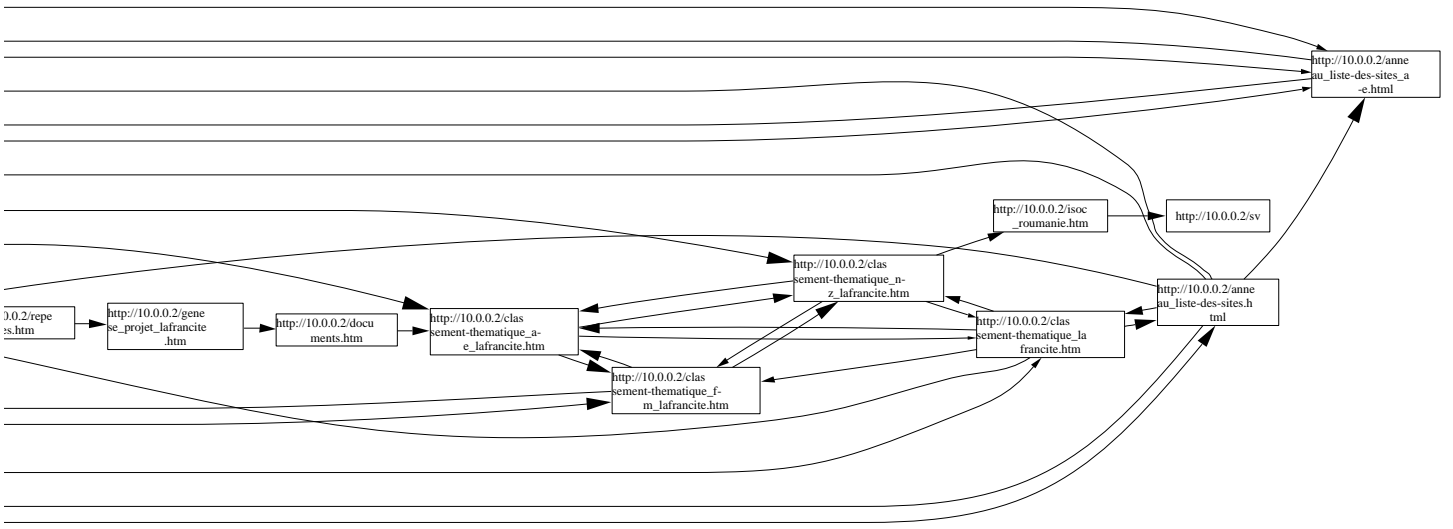 http://10.0.0.2/anne
au_liste-des-sites_a
-e.html
http://10.0.0.2/isoc
_roumanie.htm
http://10.0.0.2/sv
http://10.0.0.2/clas
sement-thematique_n-
z_lafrancite.htm
http://10.0.0.2/anne
au_liste-des-sites.h
tml
0.0.2/repe
es.htm
http://10.0.0.2/gene
se_projet_lafrancite
.htm
http://10.0.0.2/docu
ments.htm
http://10.0.0.2/clas
sement-thematique_a-
e_lafrancite.htm
http://10.0.0.2/clas
sement-thematique_la
francite.htm
http://10.0.0.2/clas
sement-thematique_f-
m_lafrancite.htm